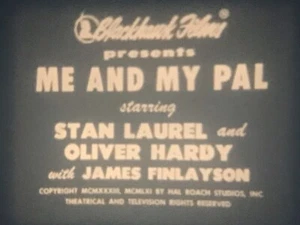 Blackhawk Films
presents
ME AND MY PAL
starring
STAN LAUREL and
OLIVER HARDY
with JAMES FINLAYSON
COPYRIGHT MCMXXXIII, MCMLXI BY HAL ROACH STUDIOS, INC
THEATRICAL AND TELEVISION RIGHTS RESERVED